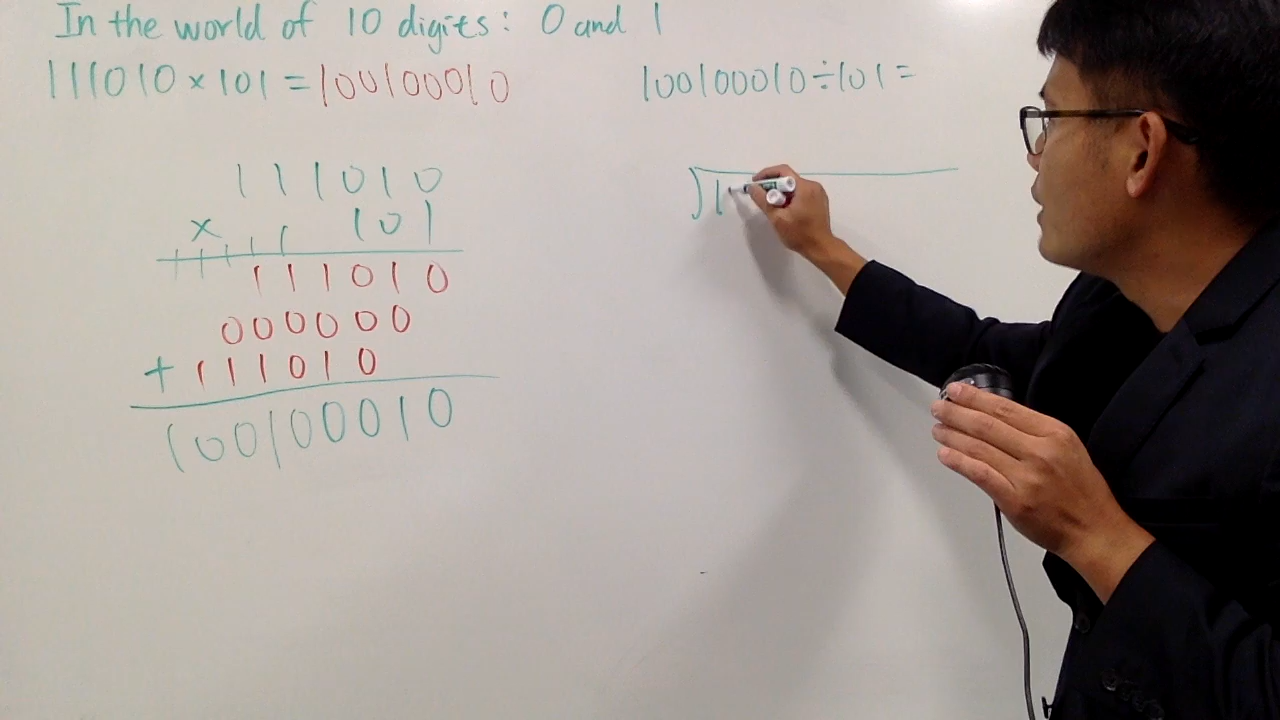 In the world of 10 digits: 0 and 1
111010 × 101 = 100100010
100100010 ÷ 101 =
111010
× 101
111010
000000
+ 111010
100100010
1